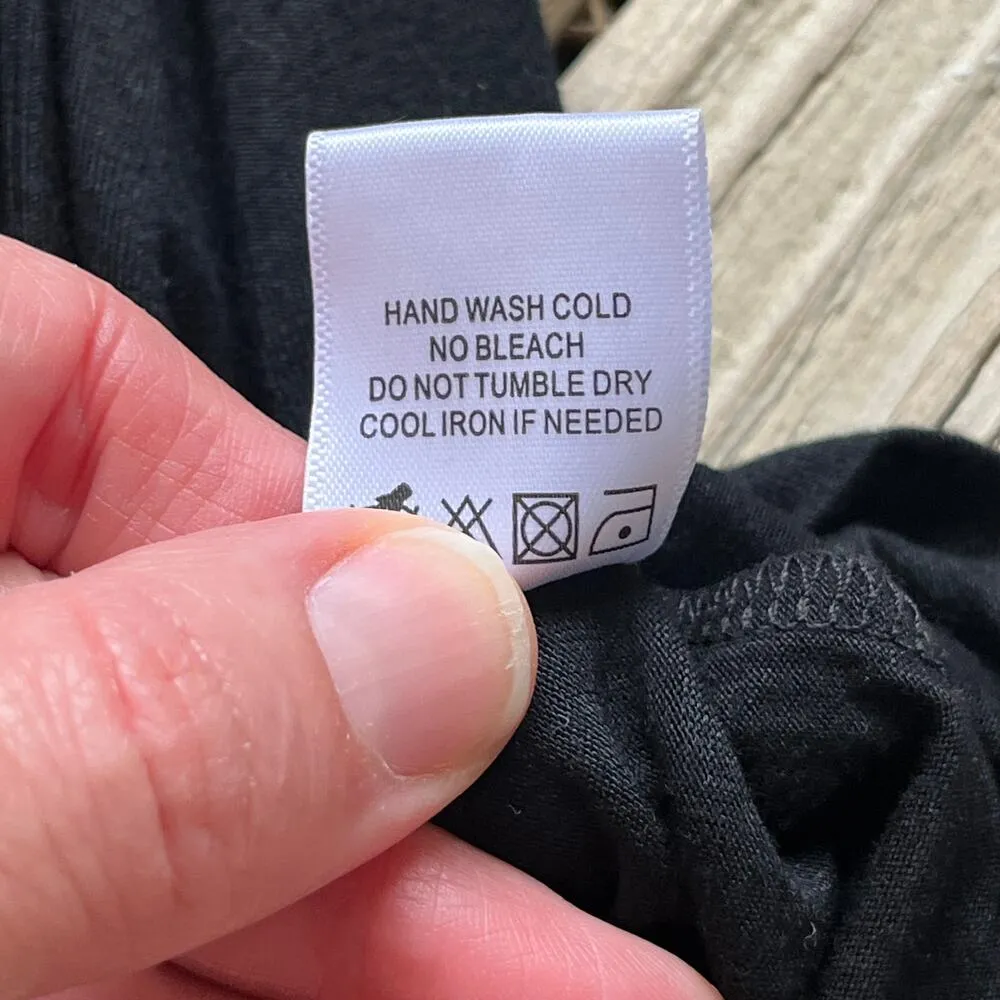 HAND WASH COLD
NO BLEACH
DO NOT TUMBLE DRY
COOL IRON IF NEEDED